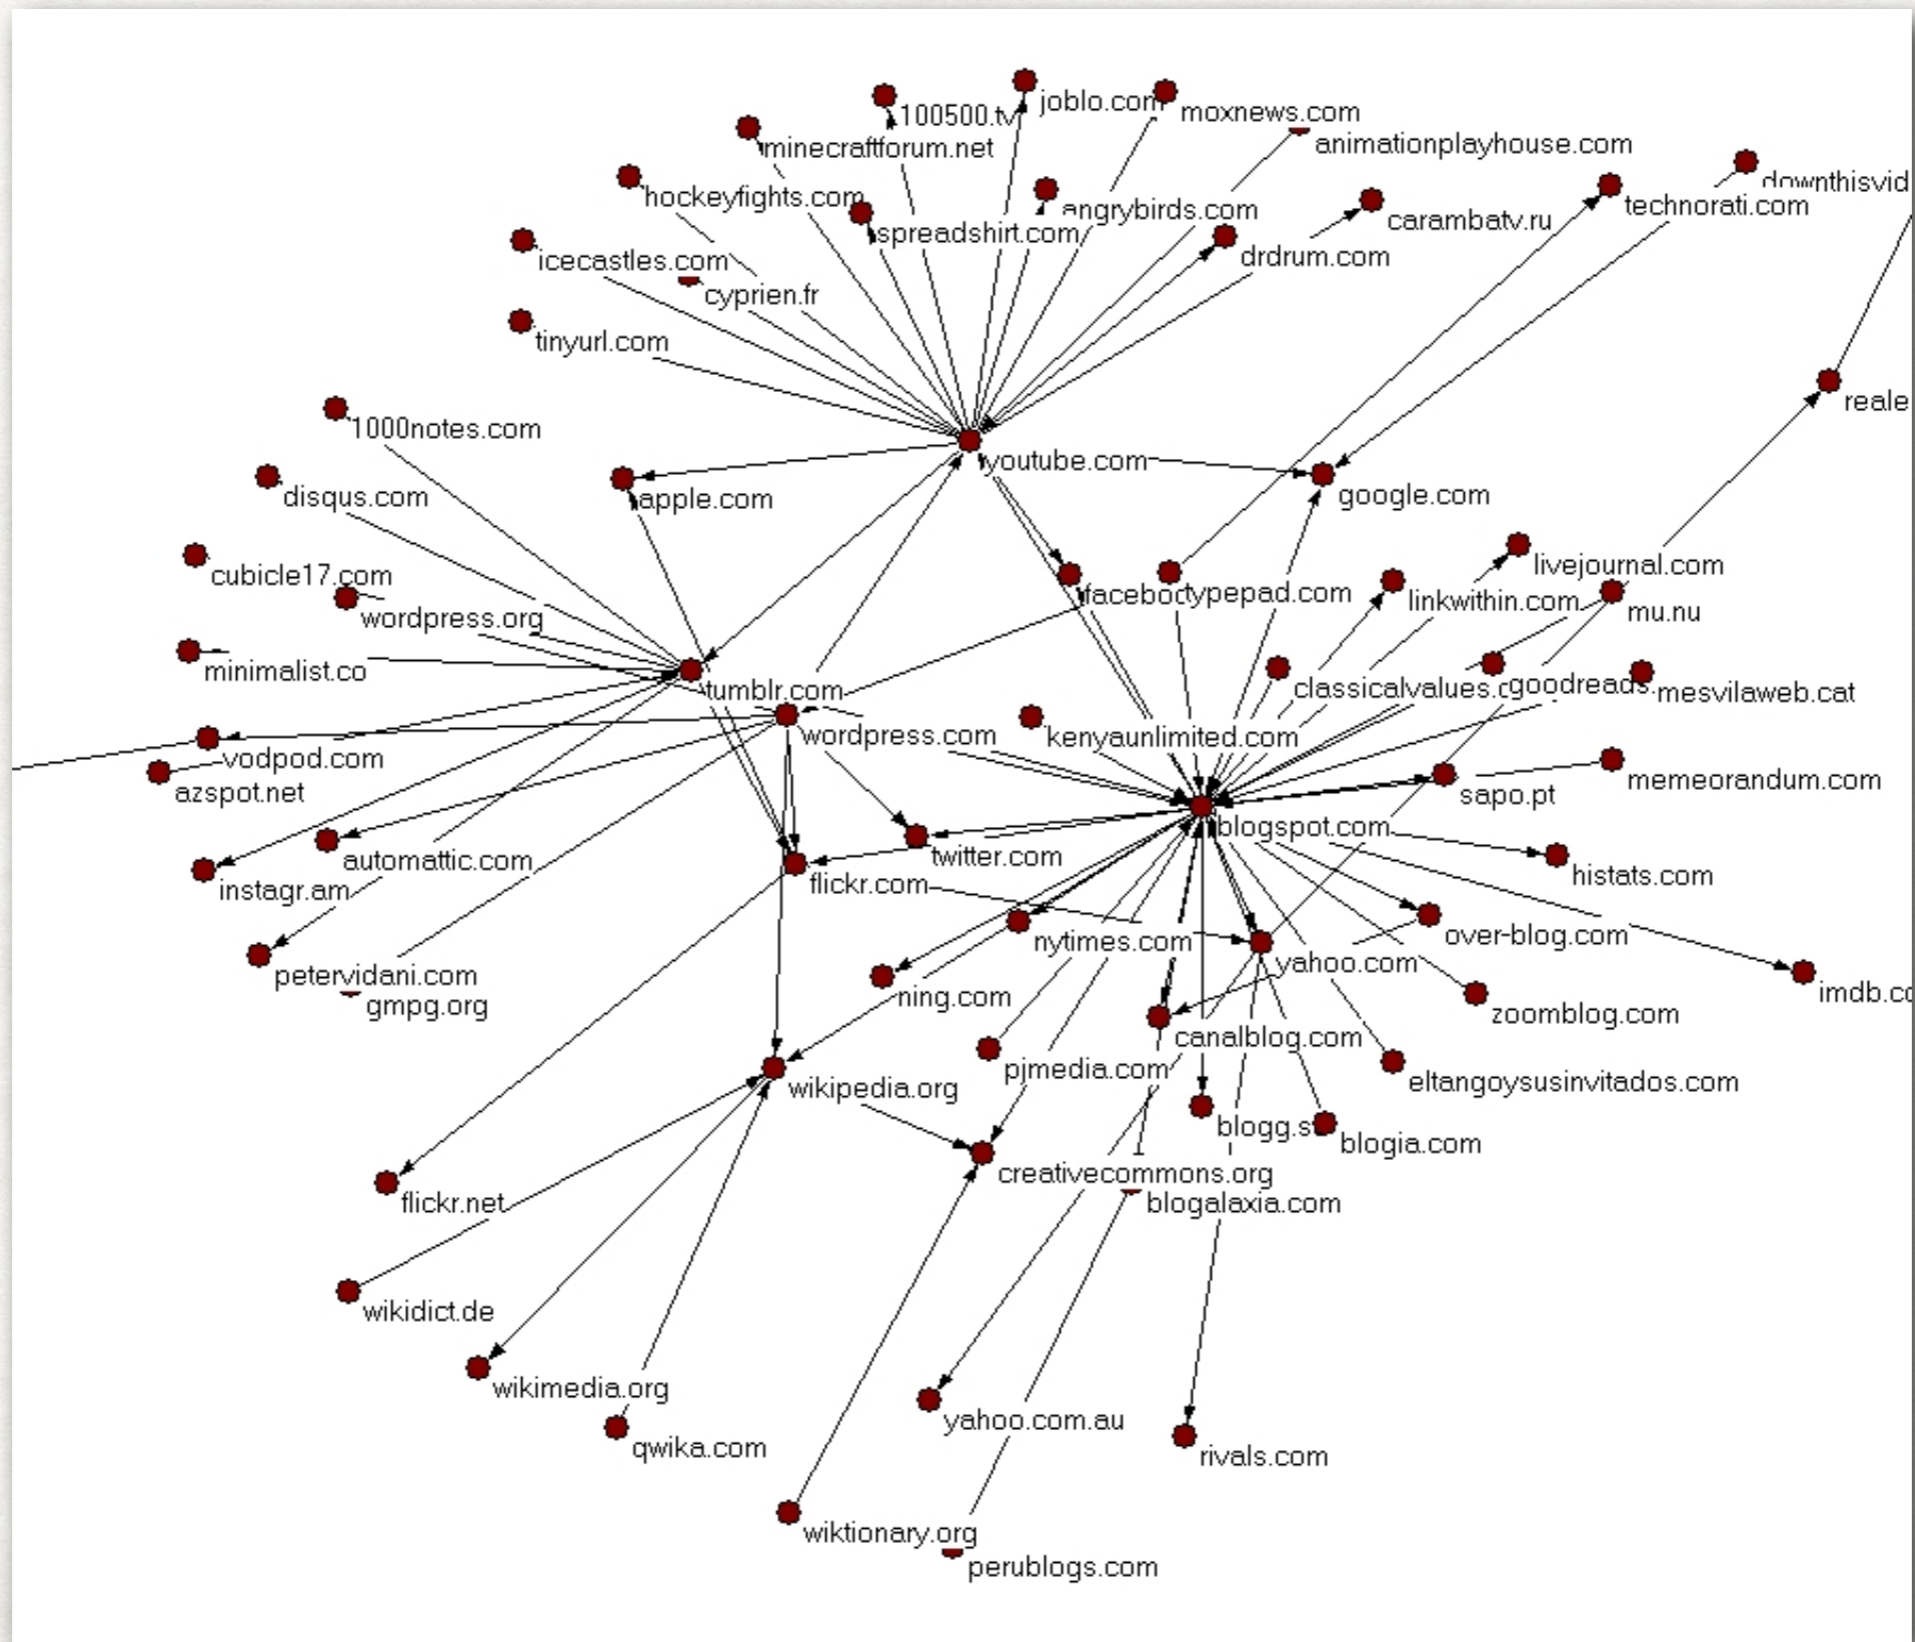 joblo.com
100500.tv
moxnews.com
minecraftforum.net
animationplayhouse.com
downthisvid
hockeyfights.com
angrybirds.com
technorati.com
spreadshirt.com
carambatv.ru
icecastles.com
drdrum.com
cyprien.fr
tinyurl.com
reale
1000notes.com
youtube.com
disqus.com
apple.com
google.com
livejournal.com
cubicle17.com
faceboc
typepad.com
linkwithin.com
mu.nu
wordpress.org
minimalist.co
tumblr.com
classicalvalues.c
goodreads.
mesvilaweb.cat
wordpress.com
kenyaunlimited.com
vodpod.com
memeorandum.com
azspot.net
sapo.pt
blogspot.com
automattic.com
twitter.com
histats.com
instagr.am
flickr.com
nytimes.com
over-blog.com
yahoo.com
petervidani.com
imdb.co
ning.com
gmpg.org
zoomblog.com
canalblog.com
pjmedia.com
eltangoysusinvitados.com
wikipedia.org
blogg.s
blogia.com
creativecommons.org
flickr.net
blogalaxia.com
wikidict.de
wikimedia.org
yahoo.com.au
qwika.com
rivals.com
wiktionary.org
perublogs.com